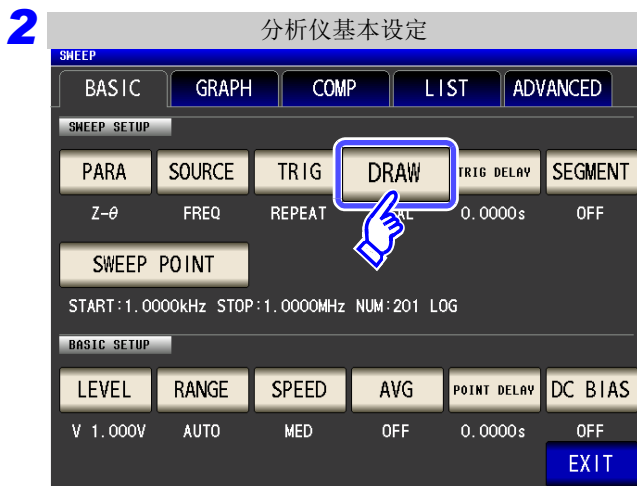 2
分析仪基本设定
SWEEP
BASIC GRAPH COMP LIST ADVANCED
SWEEP SETUP
PARA SOURCE TRIG DRAW TRIG DELAY SEGMENT
Z-θ FREQ REPEAT 0.0000s OFF
SWEEP POINT
START:1.0000kHz STOP:1.0000MHz NUM:201 LOG
BASIC SETUP
LEVEL RANGE SPEED AVG POINT DELAY DC BIAS
V 1.000V AUTO MED OFF 0.0000s OFF
EXIT